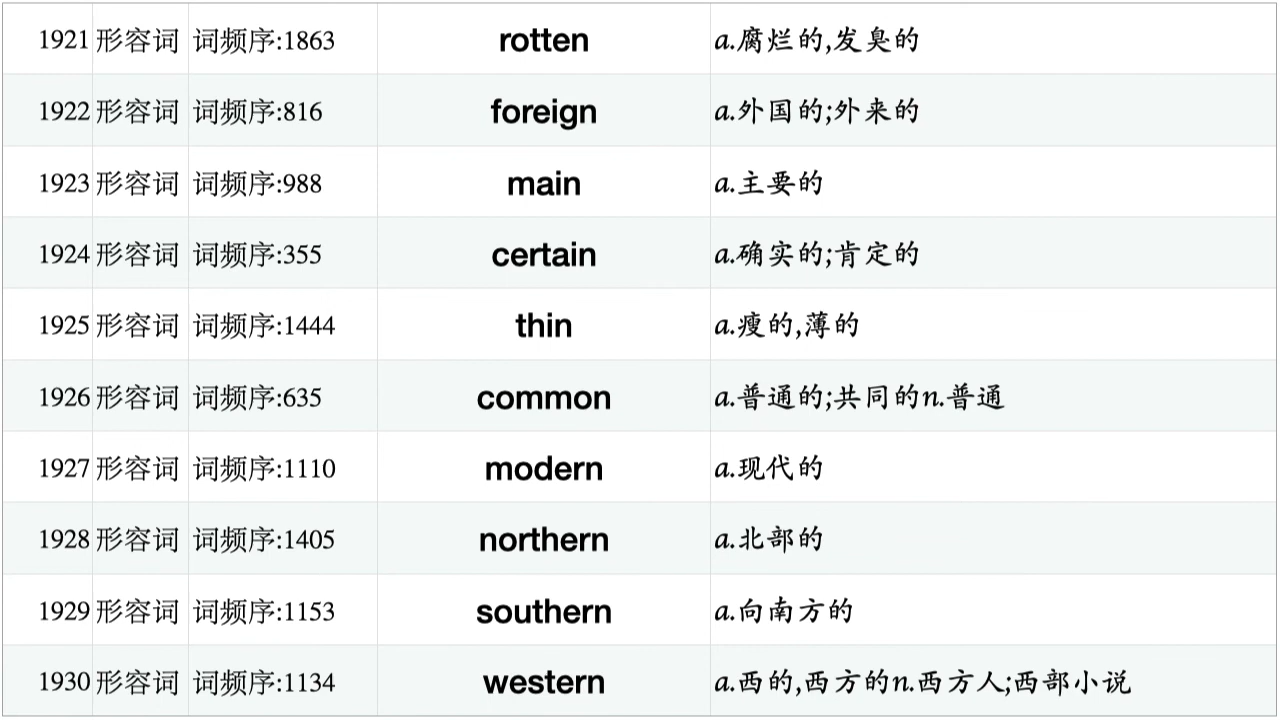 1921 形容词 词频序:1863 rotten a.腐烂的,发臭的
1922 形容词 词频序:816 foreign a.外国的;外来的
1923 形容词 词频序:988 main a.主要的
1924 形容词 词频序:355 certain a.确实的;肯定的
1925 形容词 词频序:1444 thin a.瘦的,薄的
1926 形容词 词频序:635 common a.普通的;共同的n.普通
1927 形容词 词频序:1110 modern a.现代的
1928 形容词 词频序:1405 northern a.北部的
1929 形容词 词频序:1153 southern a.向南方的
1930 形容词 词频序:1134 western a.西的,西方的n.西方人;西部小说